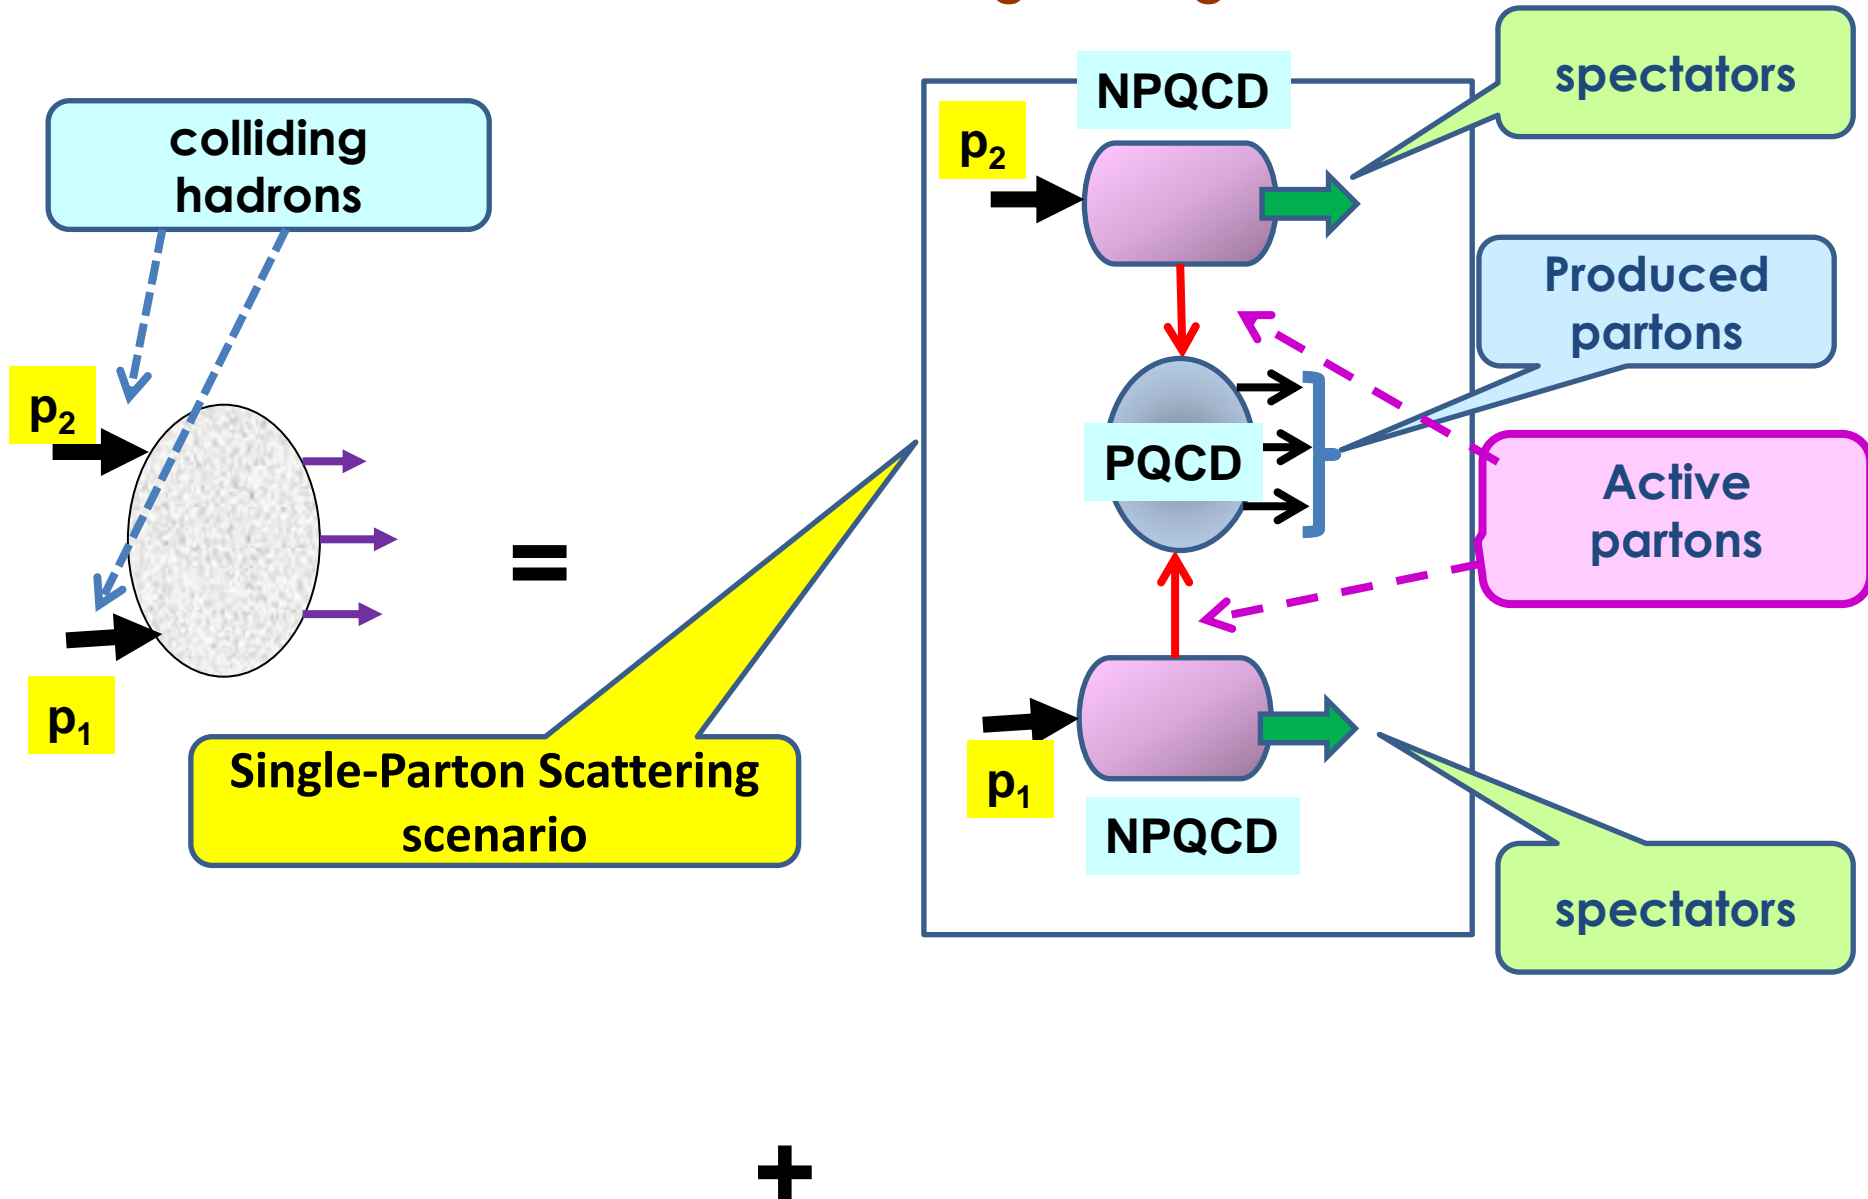 colliding
hadrons
p₂
p₁
=
Single-Parton Scattering
scenario
NPQCD
p₂
spectators
Produced
partons
PQCD
Active
partons
p₁
NPQCD
spectators
+